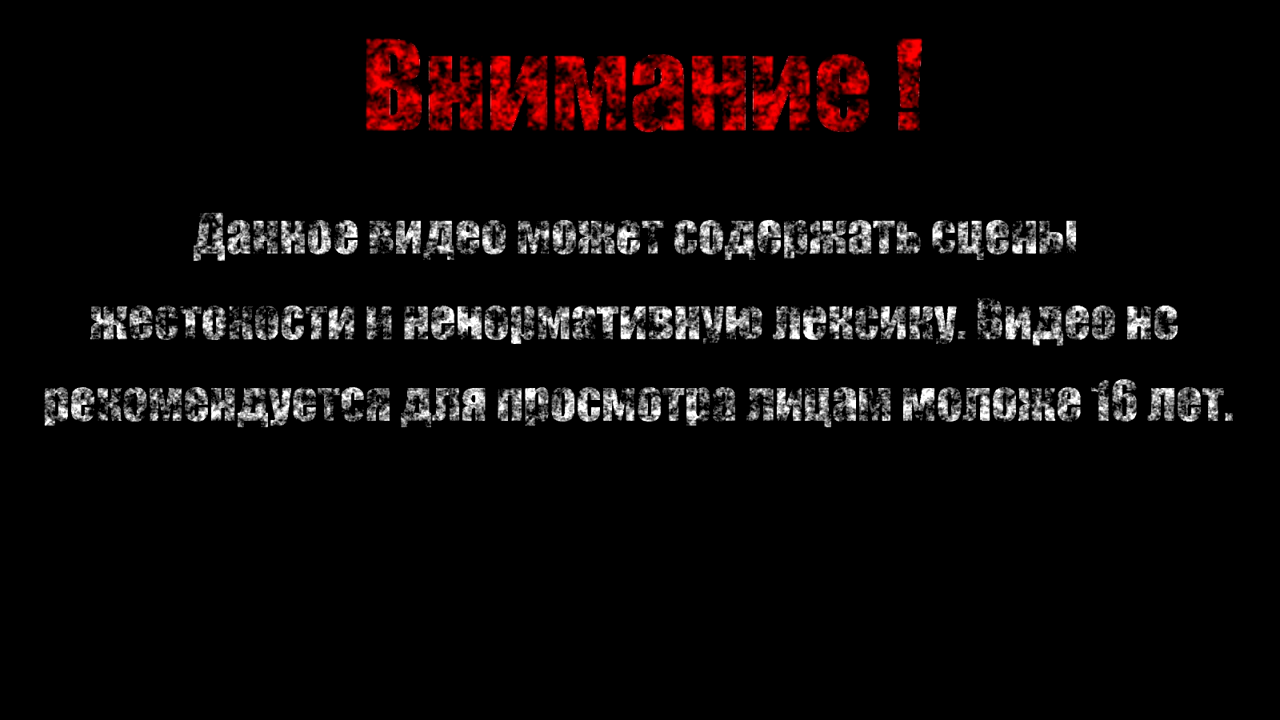 Внимание !
Данное видео может содержать сцены
жестокости и ненормативную лексику. Видео не
рекомендуется для просмотра лицам моложе 16 лет.